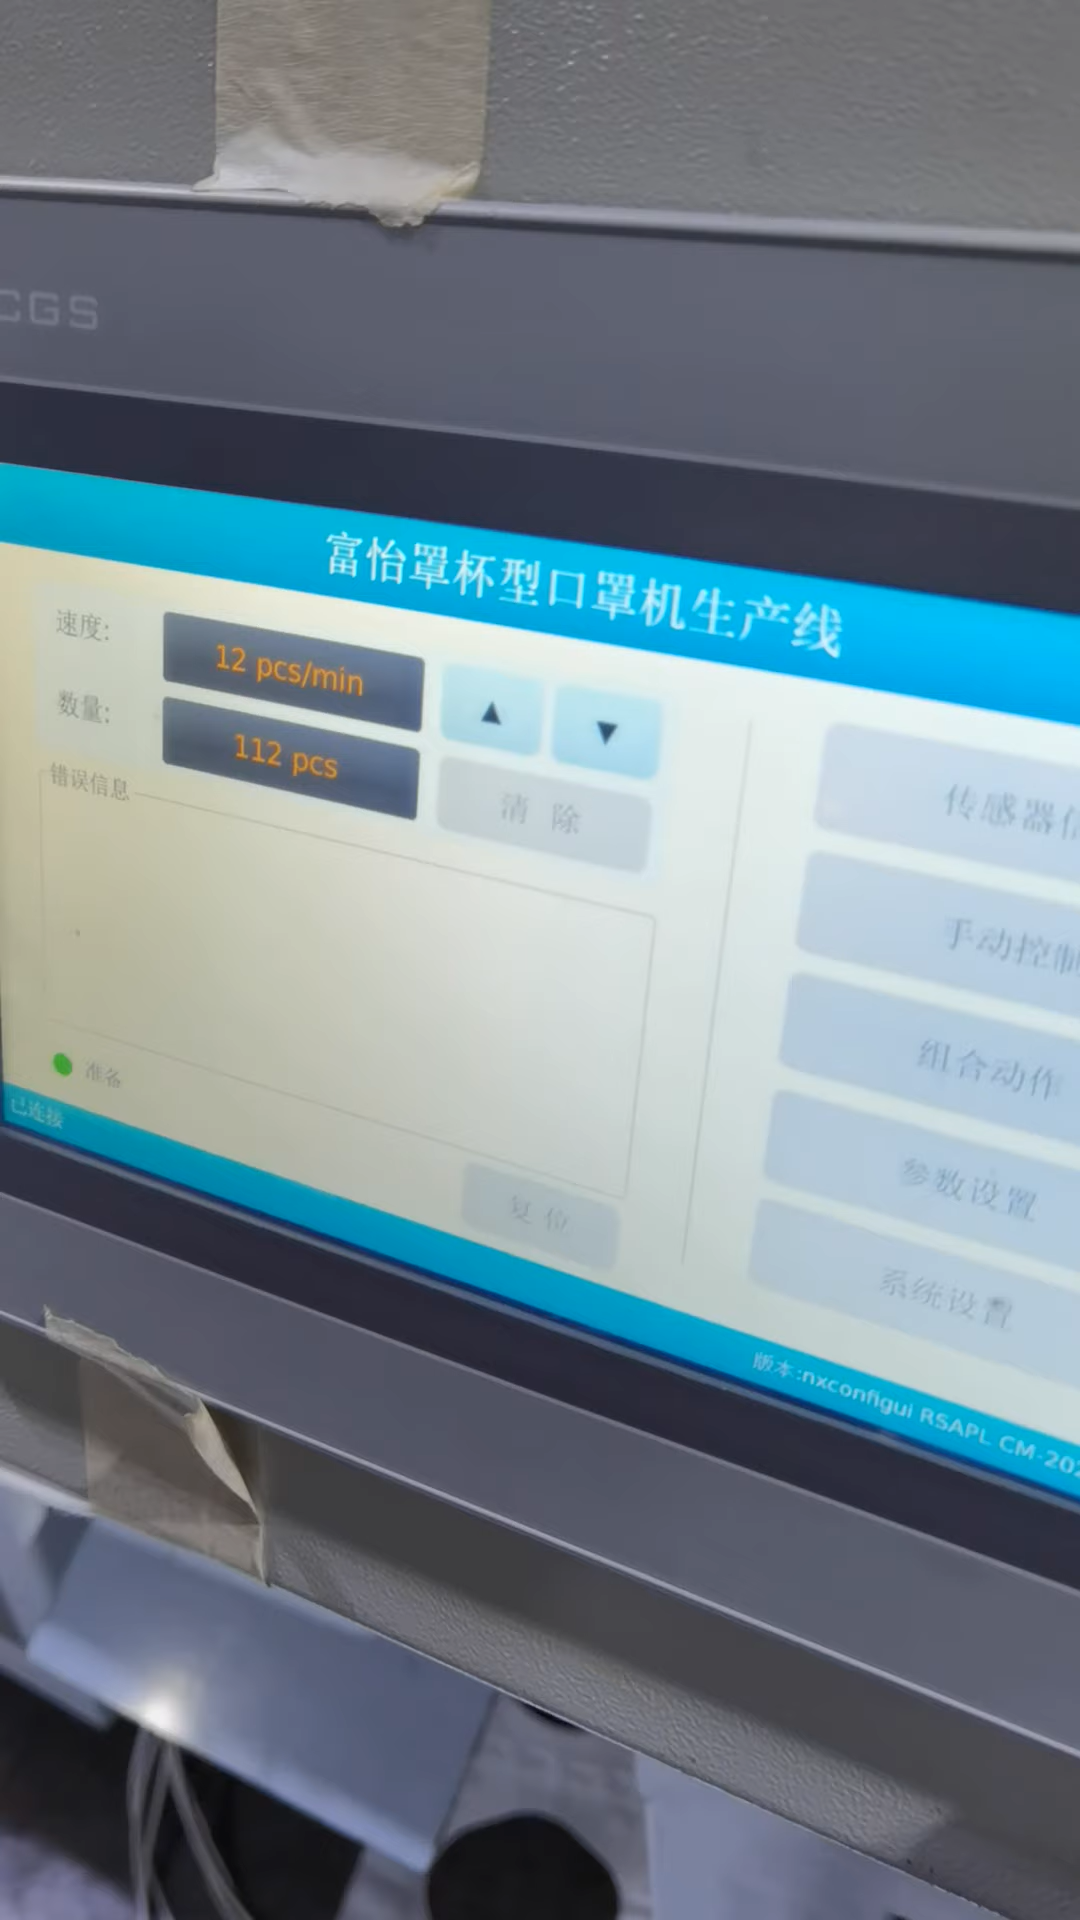 CGS
富怡罩杯型口罩机生产线
速度:
12 pcs/min
▲
▼
数量:
112 pcs
清 除
错误信息
传感器
手动控制
组合动作
参数设置
系统设置
准备
复位
已连接
版本:nxconfigui RSAPL CM-202